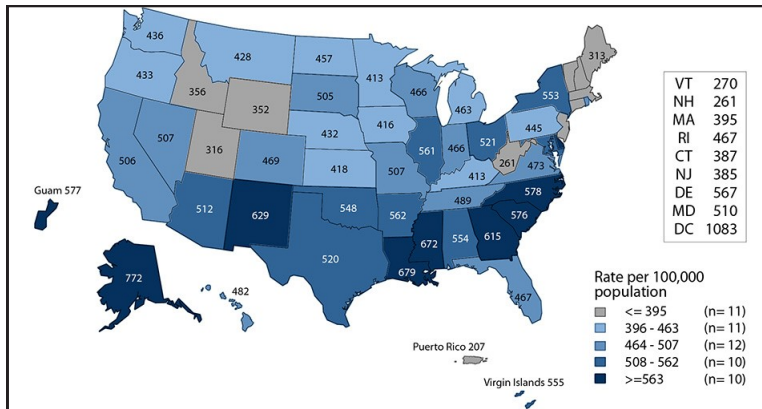 436
433
356
428
352
316
507
506
457
505
432
418
469
413
416
507
466
561
463
466
521
413
489
261
473
445
553
313
578
576
615
554
672
679
562
548
520
629
512
467
772
482
Guam 577
Puerto Rico 207
Virgin Islands 555
VT 270
NH 261
MA 395
RI 467
CT 387
NJ 385
DE 567
MD 510
DC 1083
Rate per 100,000
population
<= 395 (n= 11)
396 - 463 (n= 11)
464 - 507 (n= 12)
508 - 562 (n= 10)
>=563 (n= 10)